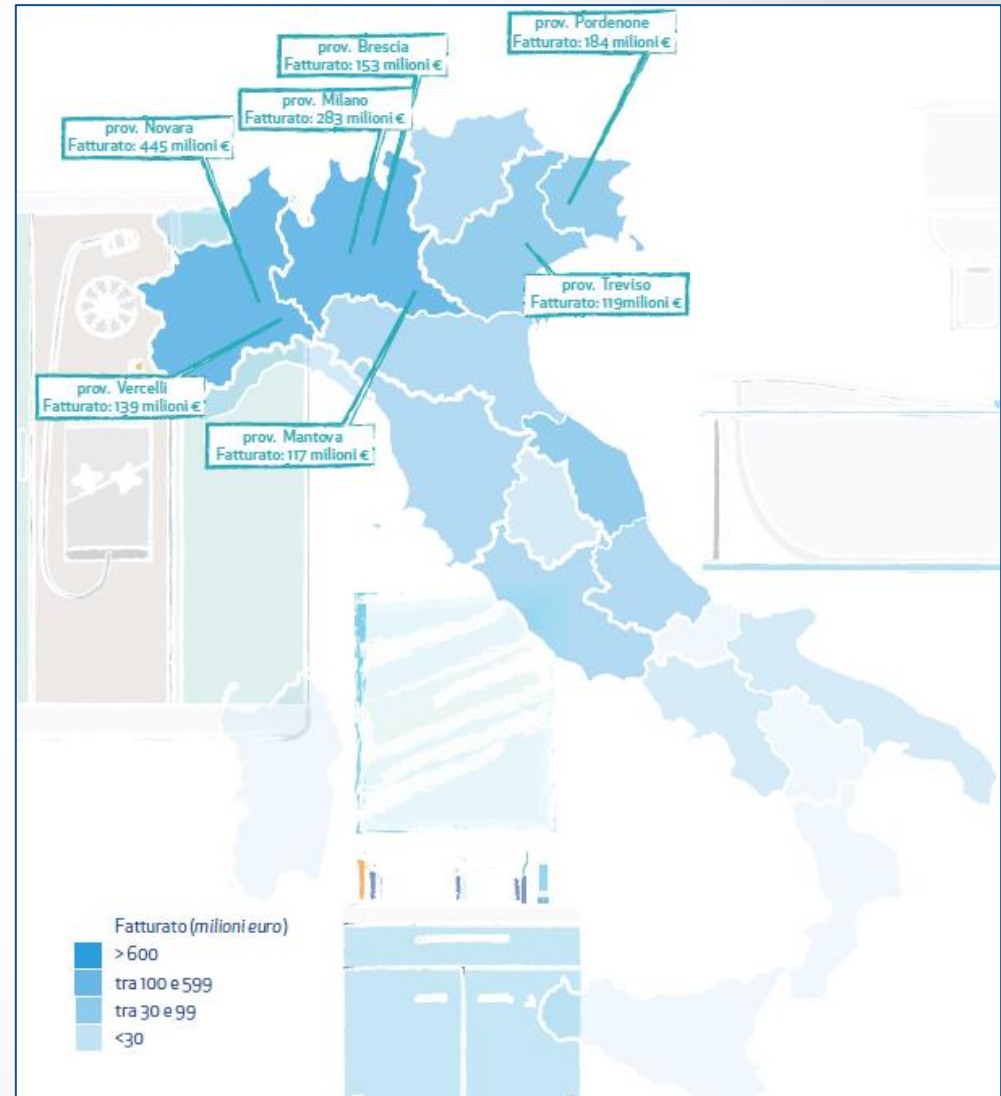 prov. Pordenone
Fatturato: 184 milioni €
prov. Brescia
Fatturato: 153 milioni €
prov. Milano
Fatturato: 283 milioni €
prov. Novara
Fatturato: 445 milioni €
prov. Treviso
Fatturato: 119milioni €
prov. Vercelli
Fatturato: 139 milioni €
prov. Mantova
Fatturato: 117 milioni €
Fatturato (milioni euro)
> 600
tra 100 e 599
tra 30 e 99
<30